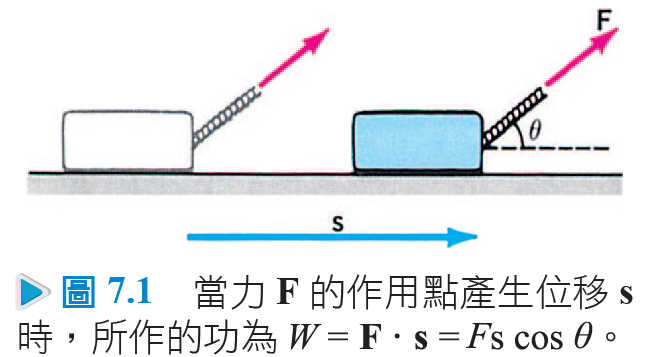 F
θ
s
圖 7.1 當力 F 的作用點產生位移 s
時，所作的功為 W = F · s = Fs cos θ。